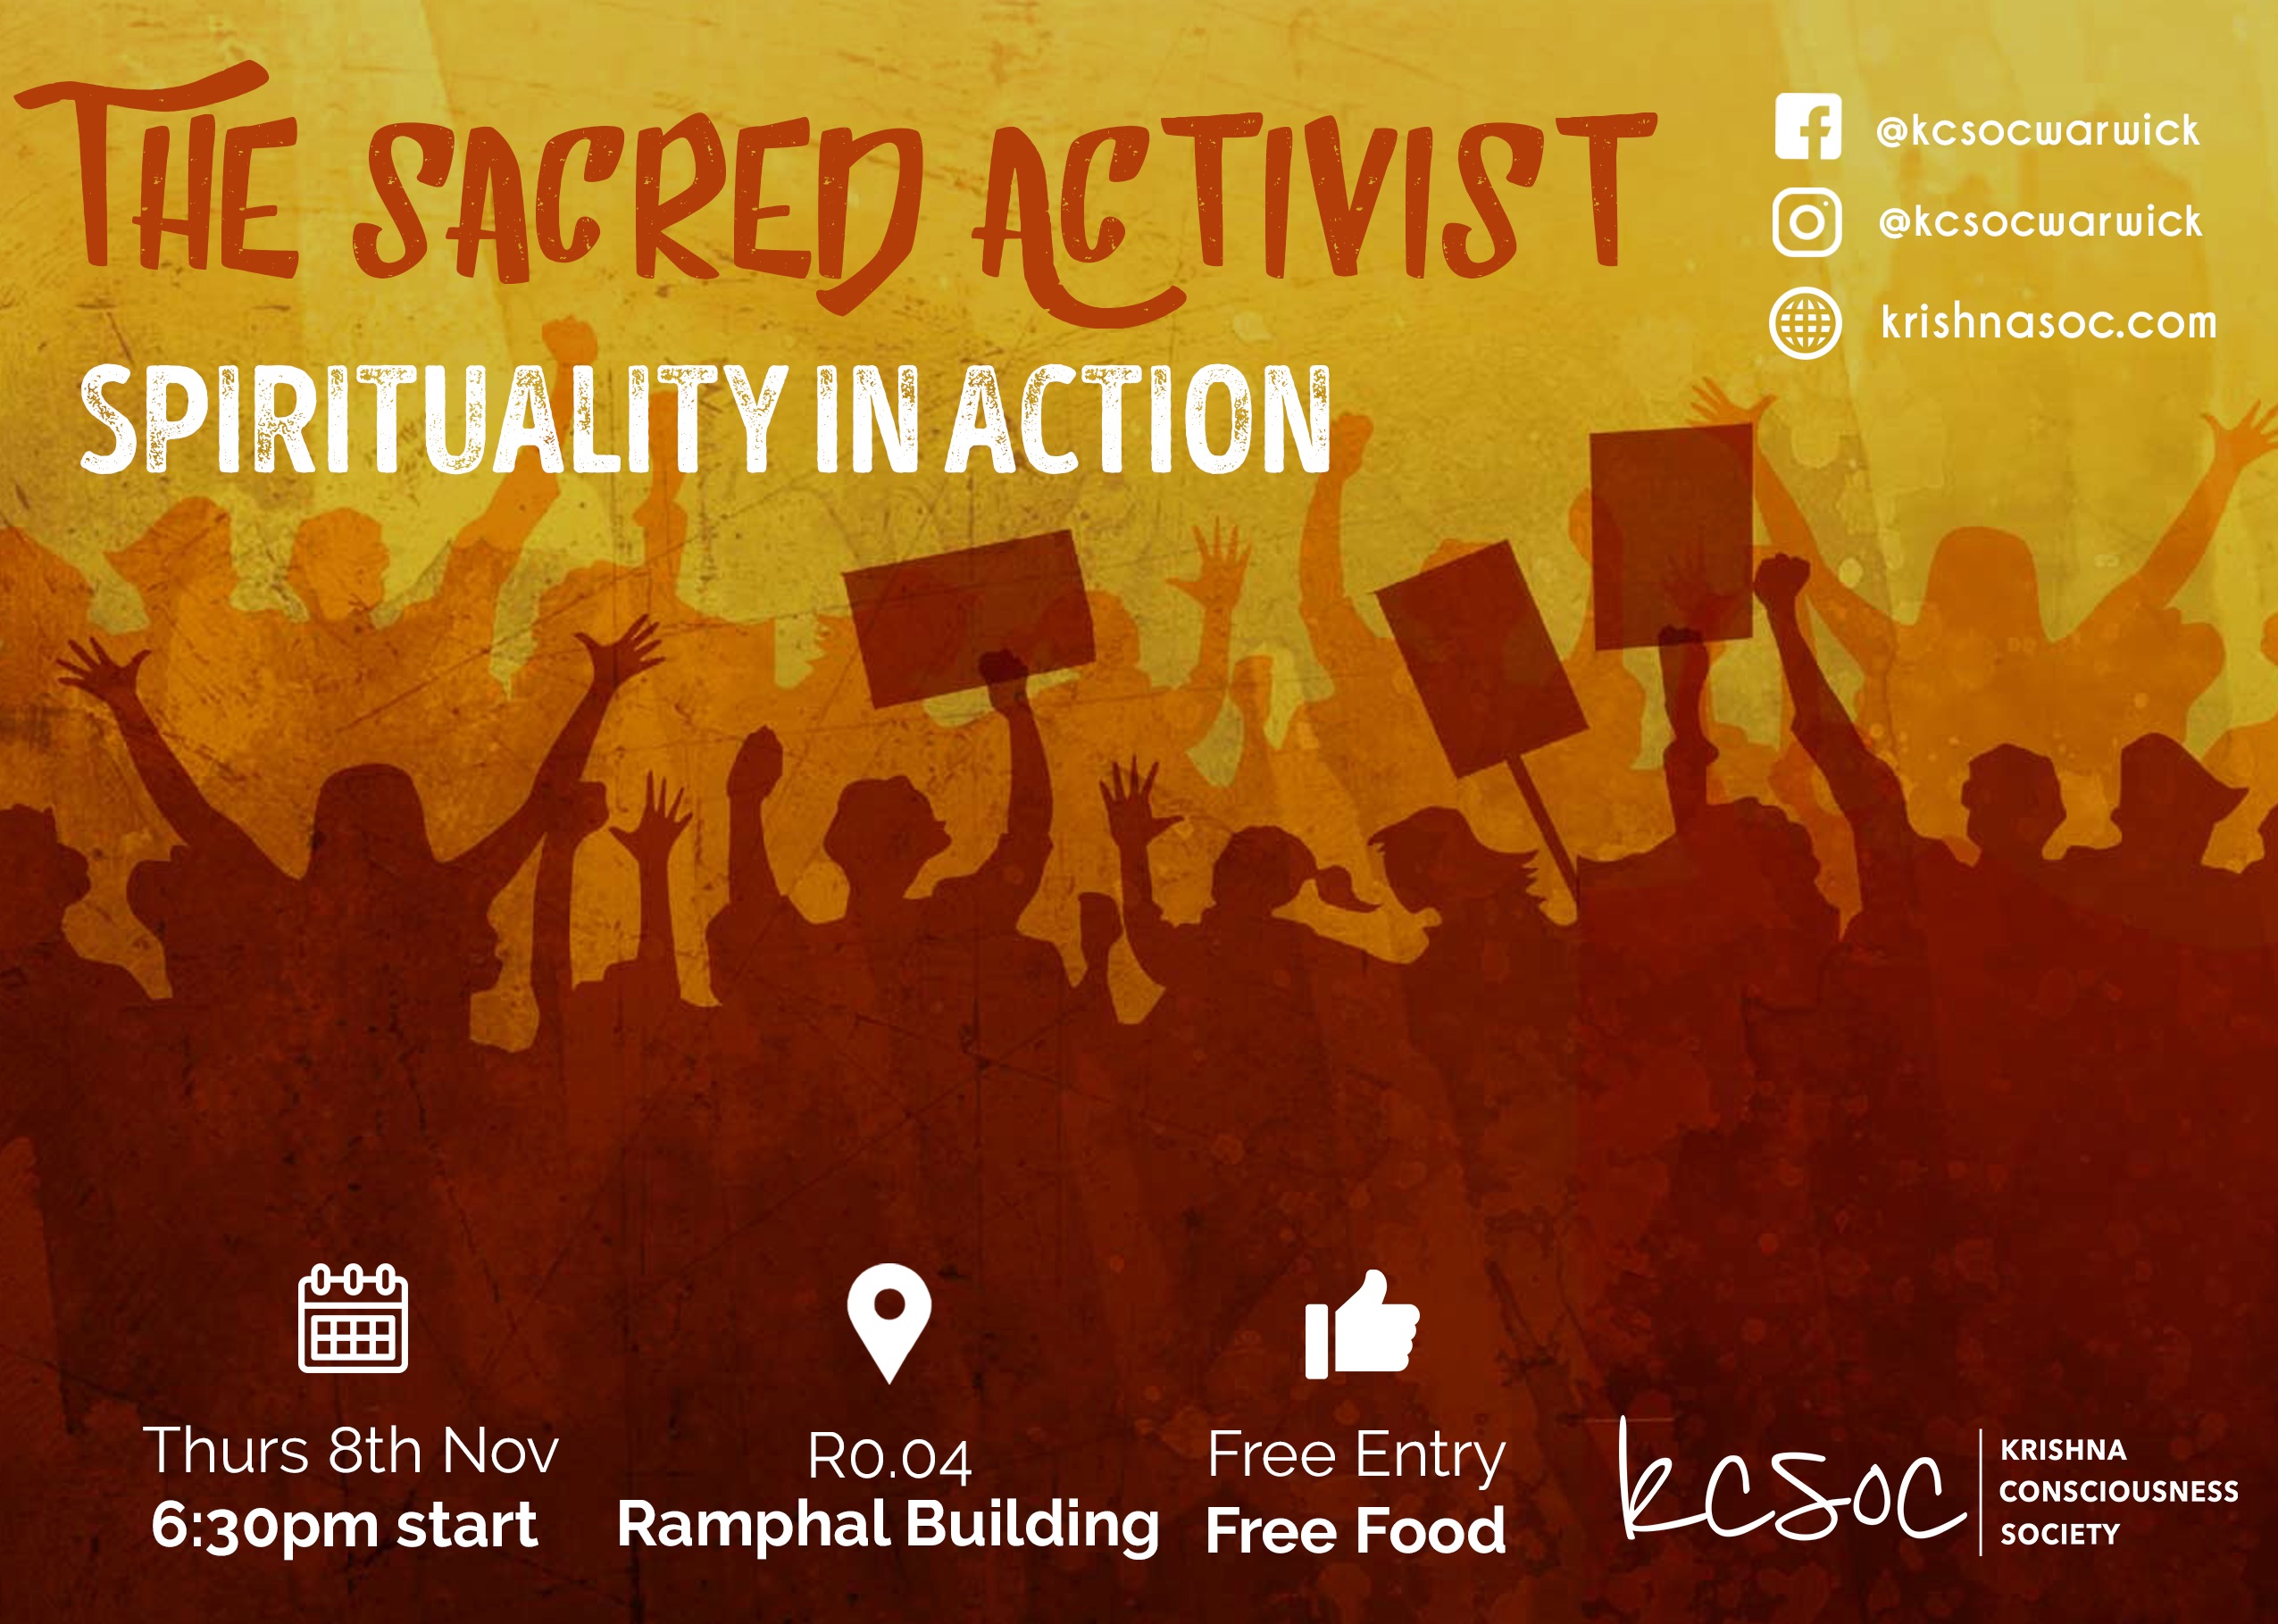 THE SACRED ACTIVIST
SPIRITUALITY IN ACTION
@kcsocwarwick
@kcsocwarwick
krishnasoc.com
Thurs 8th Nov
6:30pm start
R0.04
Ramphal Building
Free Entry
Free Food
kcsoc
KRISHNA
CONSCIOUSNESS
SOCIETY